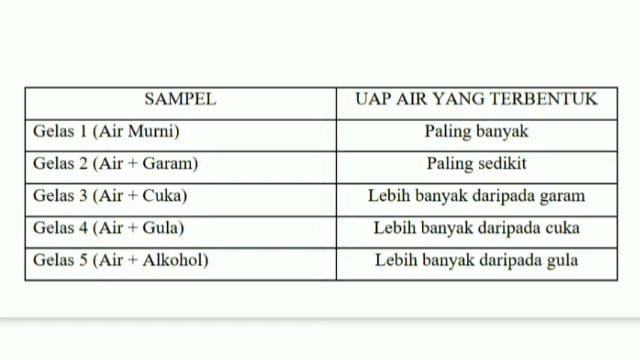 SAMPEL UAP AIR YANG TERBENTUK
Gelas 1 (Air Murni) Paling banyak
Gelas 2 (Air + Garam) Paling sedikit
Gelas 3 (Air + Cuka) Lebih banyak daripada garam
Gelas 4 (Air + Gula) Lebih banyak daripada cuka
Gelas 5 (Air + Alkohol) Lebih banyak daripada gula